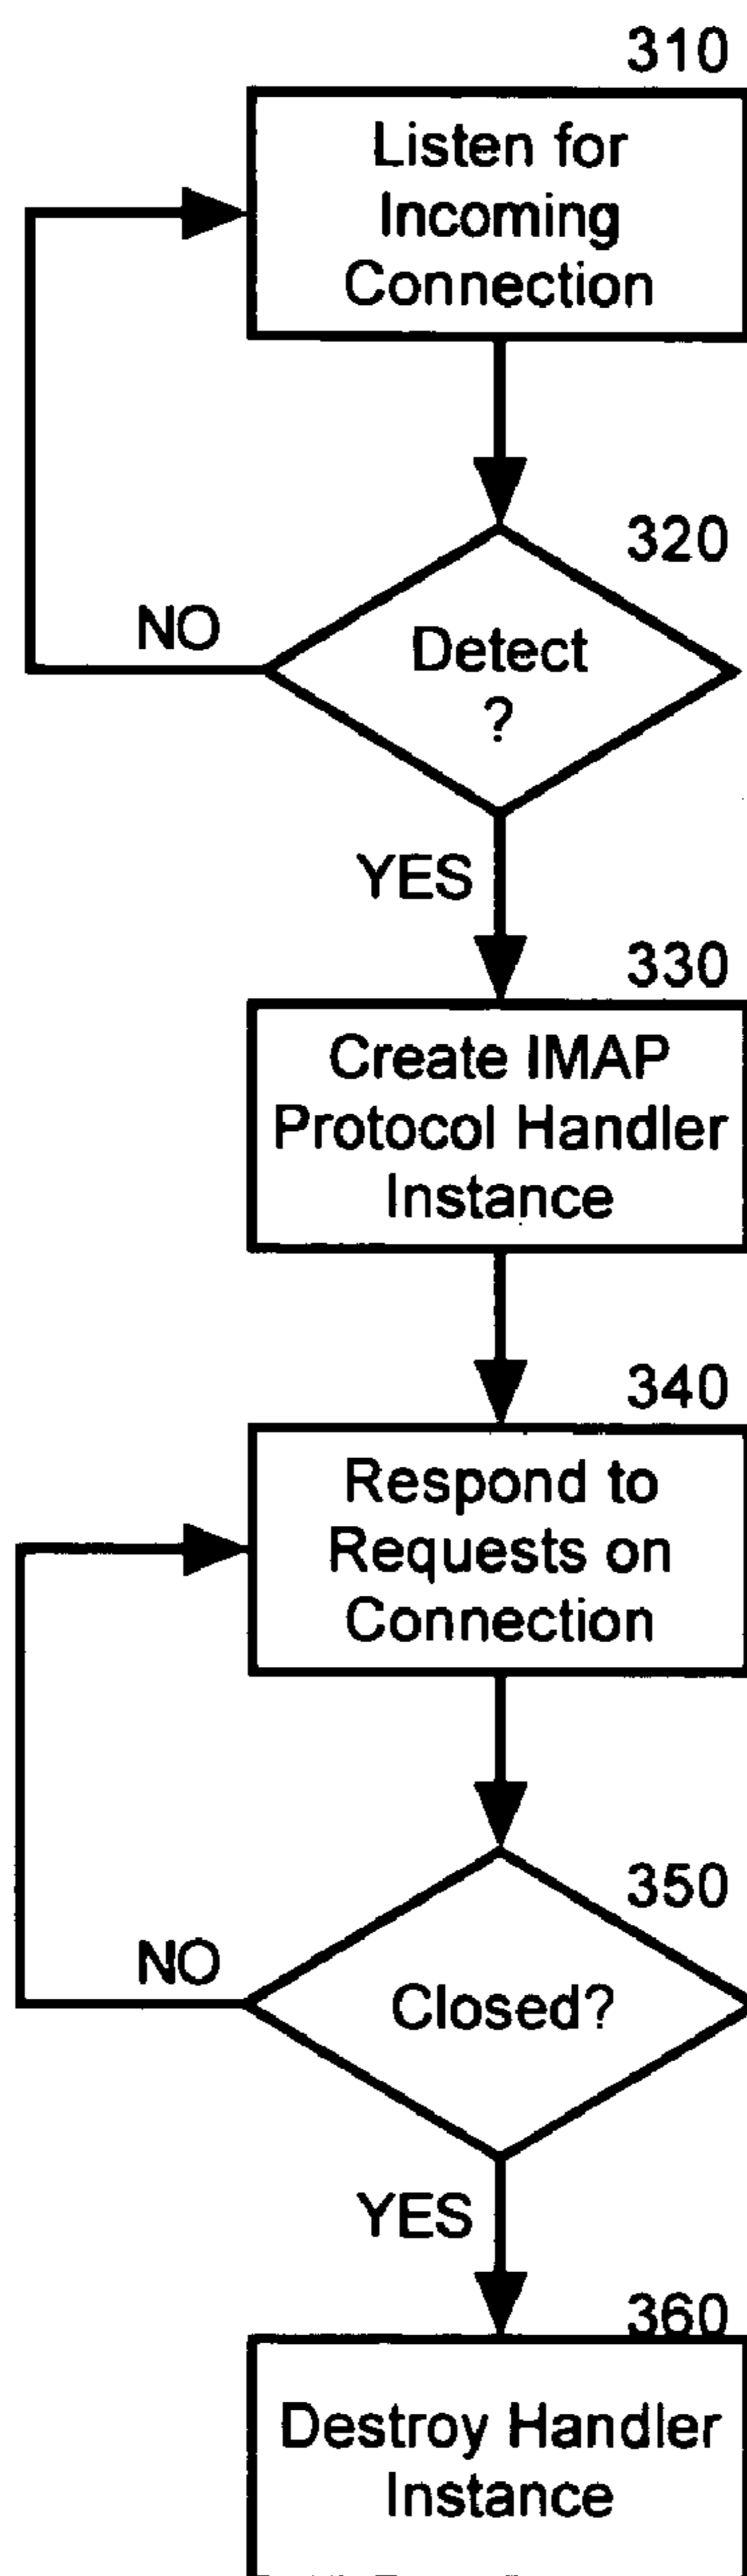 310
Listen for
Incoming
Connection
320
Detect
?
NO
YES
330
Create IMAP
Protocol Handler
Instance
340
Respond to
Requests on
Connection
350
Closed?
NO
YES
360
Destroy Handler
Instance